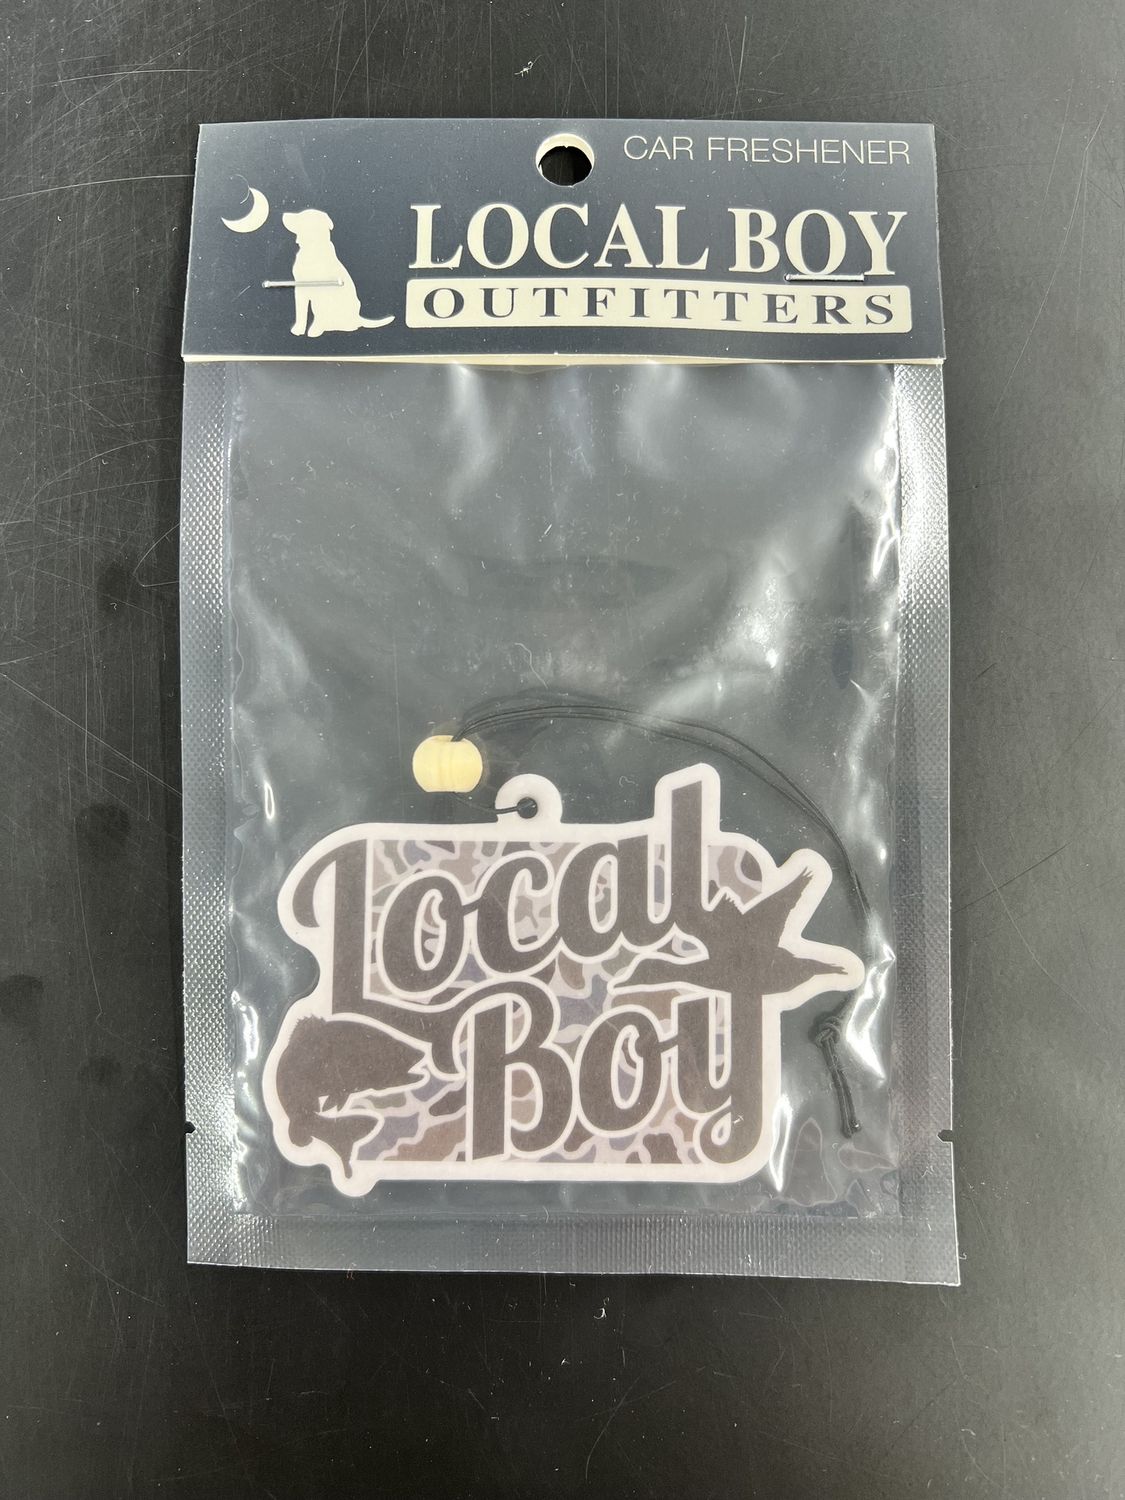 CAR FRESHENER
LOCAL BOY
OUTFITTERS
Local
Boy